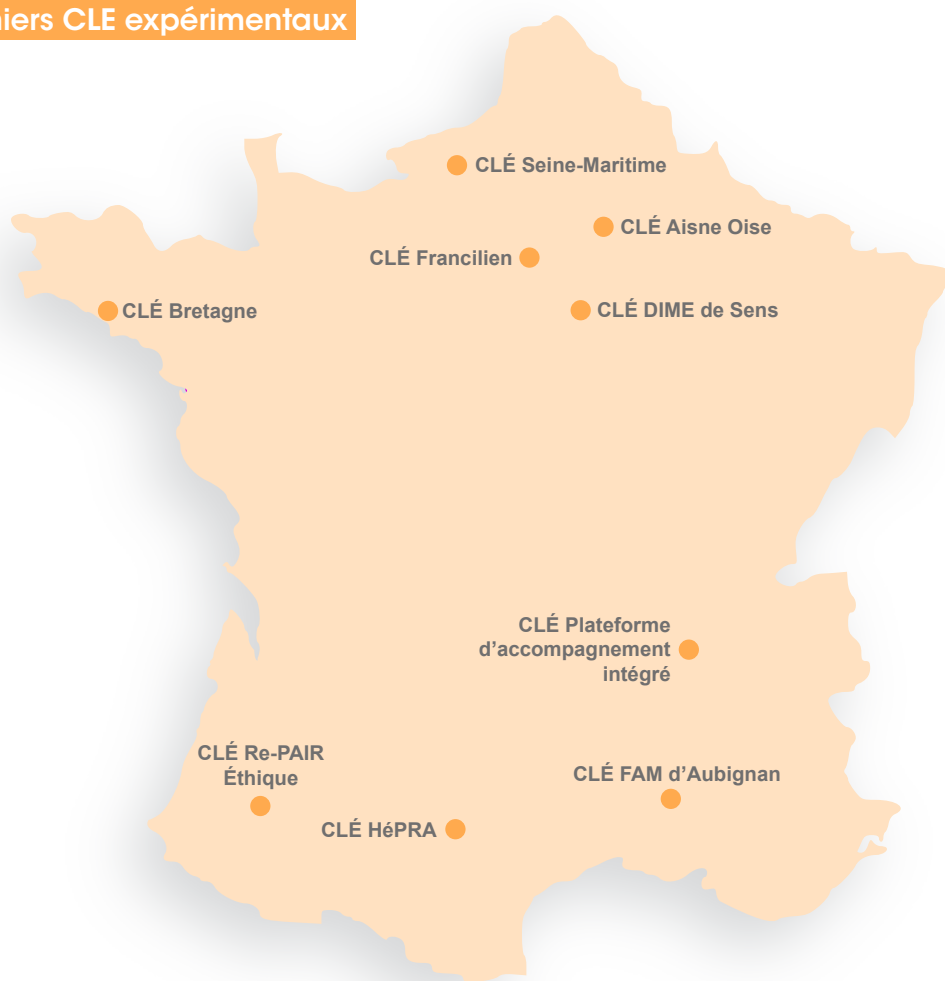 CLE expérimentaux
CLÉ Seine-Maritime
CLÉ Aisne Oise
CLÉ Francilien
CLÉ Bretagne
CLÉ DIME de Sens
CLÉ Plateforme
d’accompagnement
intégré
CLÉ Re-PAIR
Éthique
CLÉ FAM d’Aubignan
CLÉ HéPRA